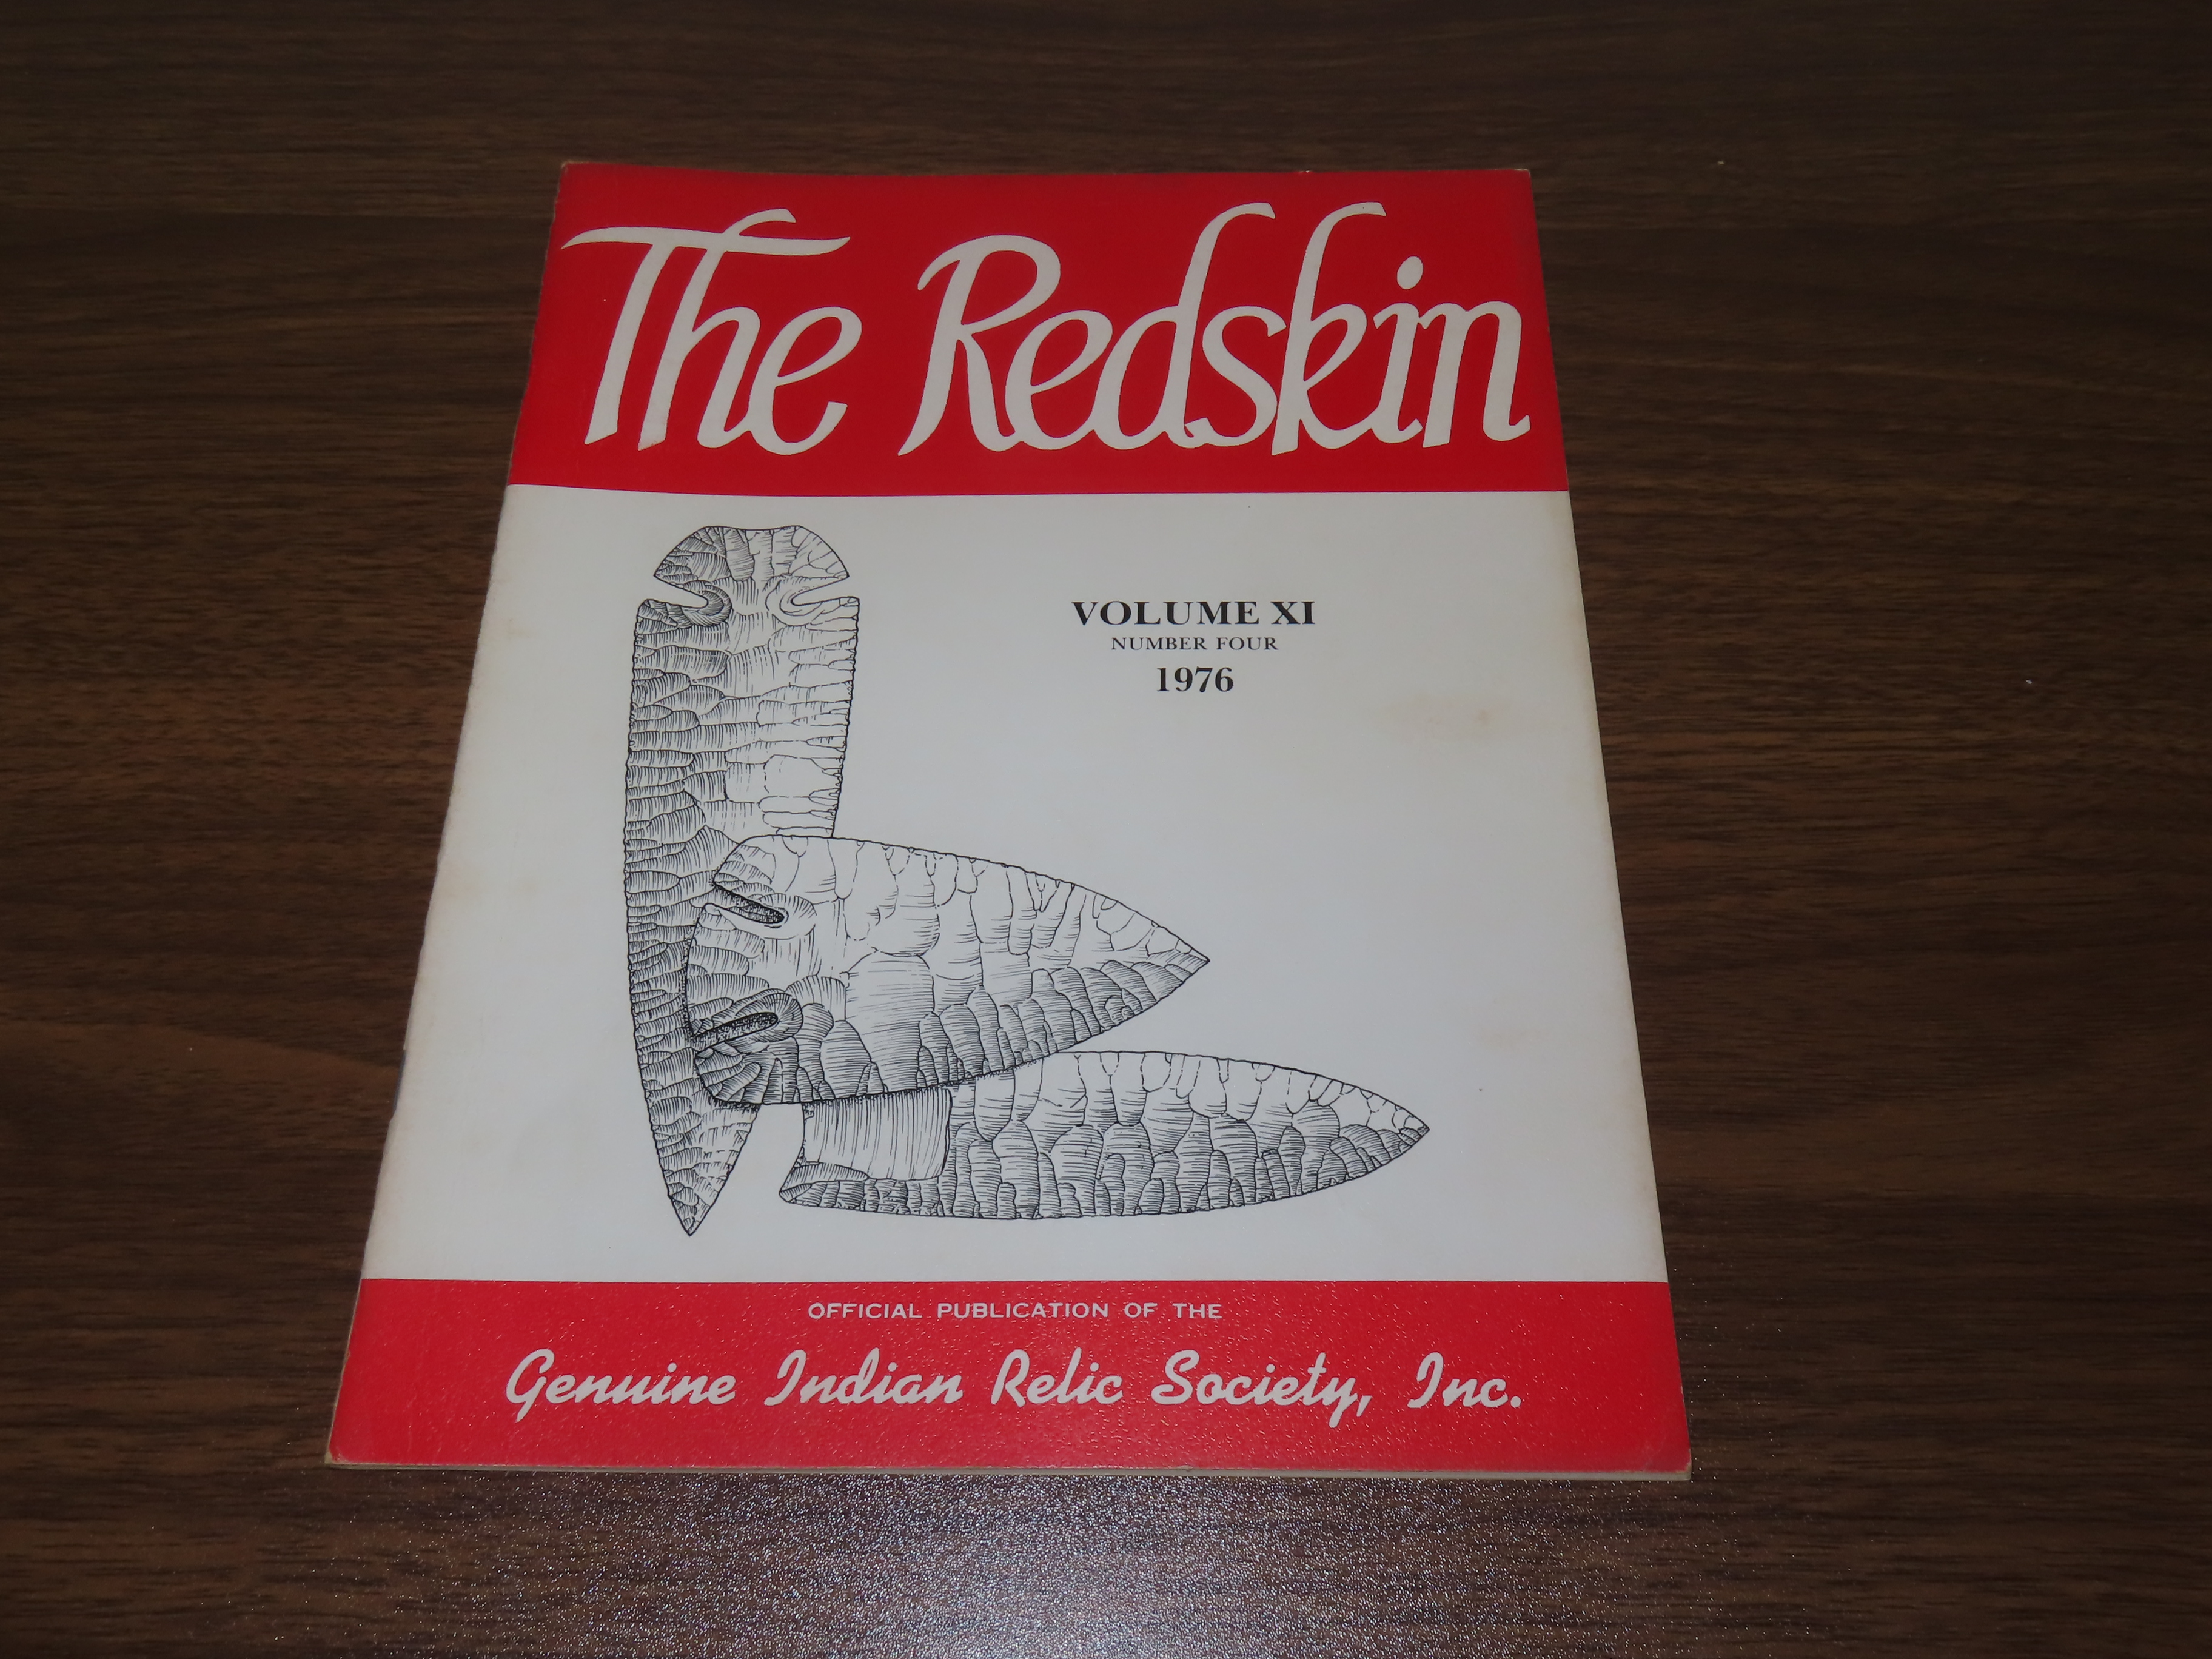 The Redskin
VOLUME XI
NUMBER FOUR
1976
OFFICIAL PUBLICATION OF THE
Genuine Indian Relic Society, Inc.